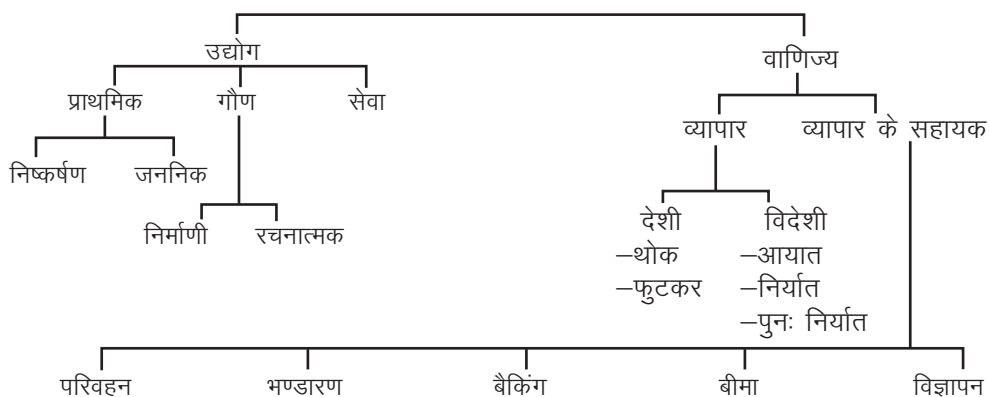 उद्योग वाणिज्य
प्राथमिक गौण सेवा
व्यापार व्यापार के सहायक
निष्कर्षण जननिक
निर्माणी रचनात्मक
देशी विदेशी
–थोक –आयात
–फुटकर –निर्यात
–पुनः निर्यात
परिवहन भण्डारण बैकिंग बीमा विज्ञापन